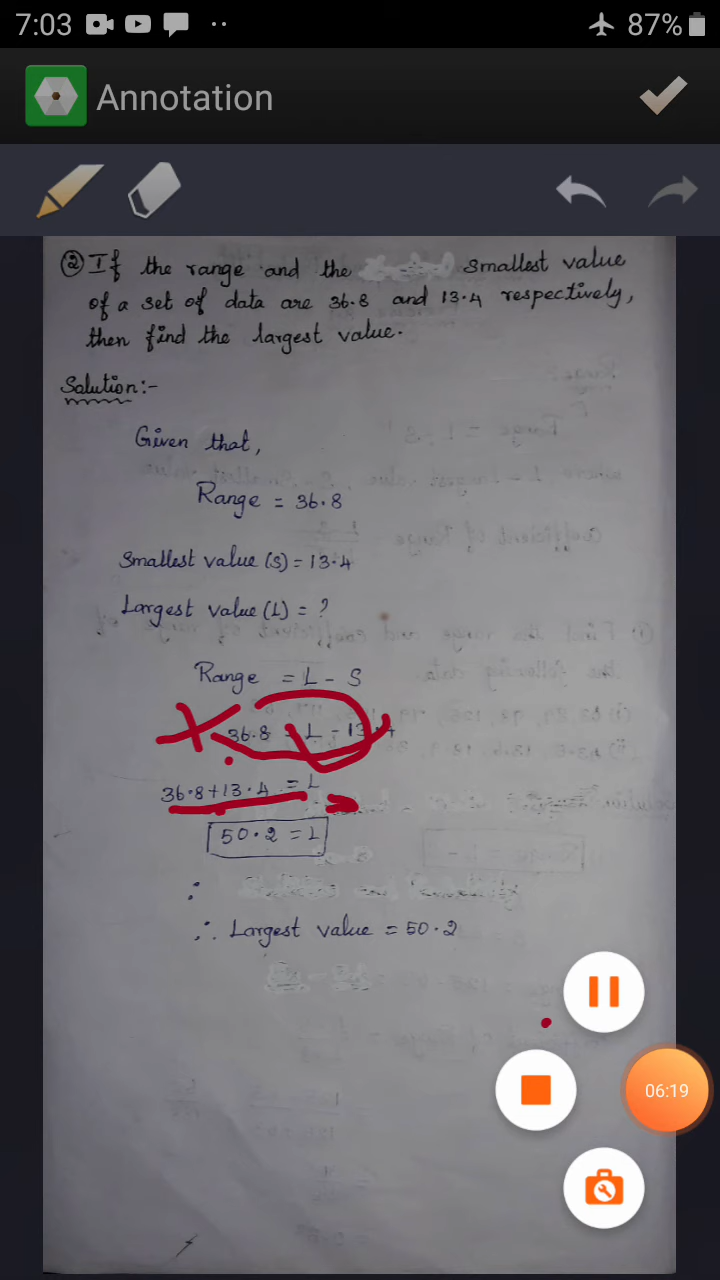 7:03
87%
Annotation
② If the range and the smallest value
of a set of data are 36.8 and 13.4 respectively,
then find the largest value.
Solution:-
Given that,
Range = 36.8
Smallest value (S) = 13.4
Largest value (L) = ?
Range = L - S
36.8 = L - 13.4
36.8+13.4 = L
50.2 = L
∴ Largest value = 50.2
06:19